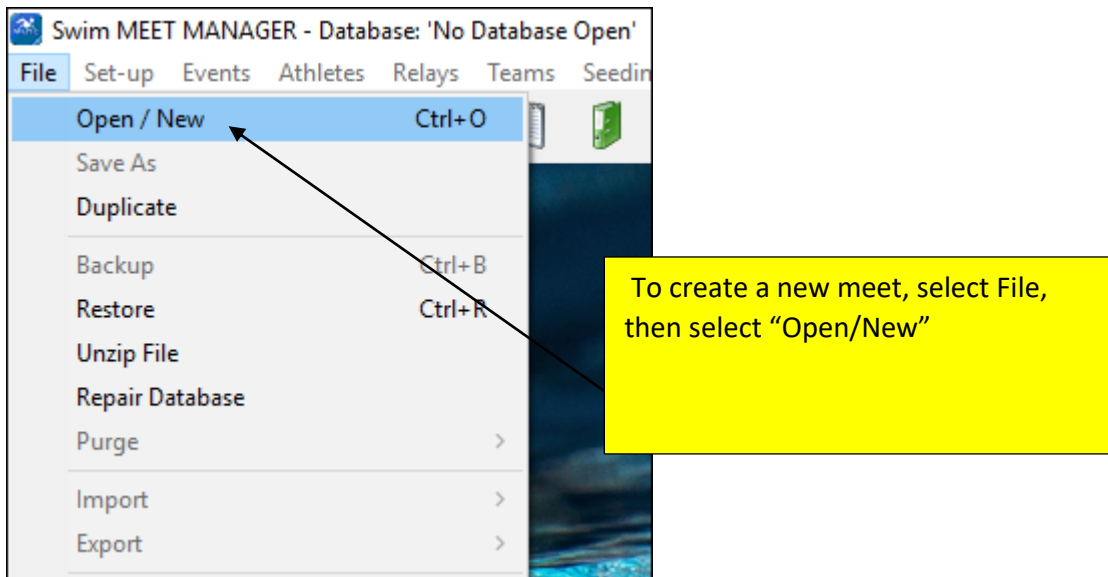 Swim MEET MANAGER - Database: 'No Database Open'
File Set-up Events Athletes Relays Teams Seedin
Open / New Ctrl+O
Save As
Duplicate
Backup Ctrl+B
Restore Ctrl+R
Unzip File
Repair Database
Purge >
Import >
Export >
To create a new meet, select File,
then select “Open/New”